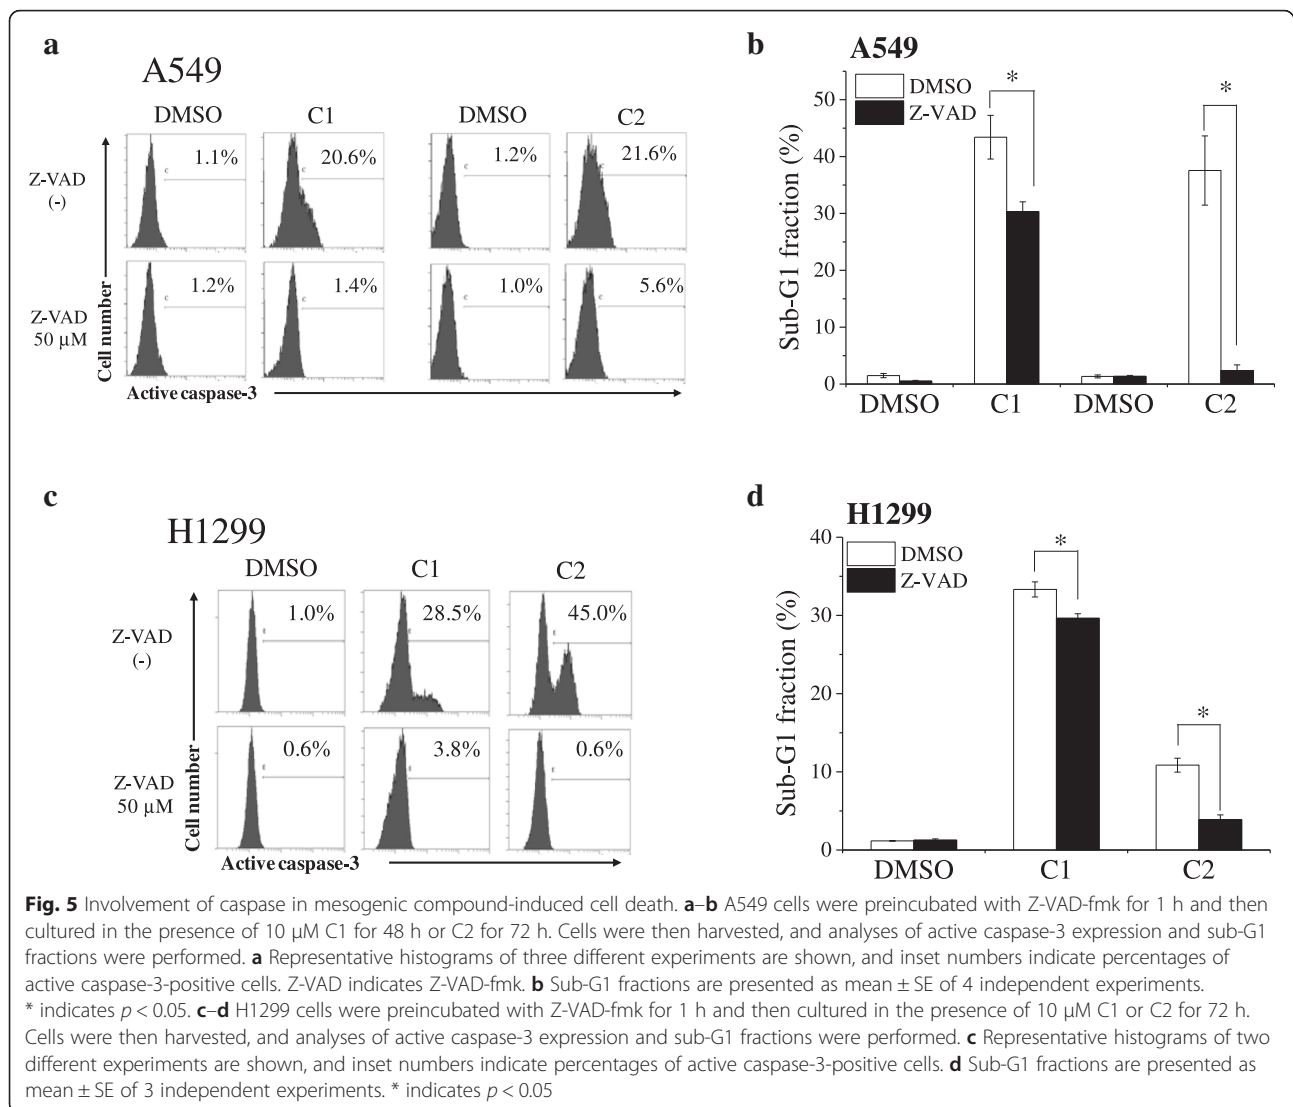 a
A549
DMSO
C1
DMSO
C2
Z-VAD
(-)
1.1%
20.6%
1.2%
21.6%
c
c
c
c
Z-VAD
50 µM
1.2%
1.4%
1.0%
5.6%
c
c
c
c
Cell number
Active caspase-3
b
A549
DMSO
Z-VAD
*
*
Sub-G1 fraction (%)
50
40
30
20
10
0
DMSO
C1
DMSO
C2
c
H1299
DMSO
C1
C2
Z-VAD
(-)
1.0%
28.5%
45.0%
Z-VAD
50 µM
0.6%
3.8%
0.6%
Cell number
Active caspase-3
d
H1299
DMSO
Z-VAD
*
*
Sub-G1 fraction (%)
40
30
20
10
0
DMSO
C1
C2
Fig. 5 Involvement of caspase in mesogenic compound-induced cell death. a–b A549 cells were preincubated with Z-VAD-fmk for 1 h and then
cultured in the presence of 10 µM C1 for 48 h or C2 for 72 h. Cells were then harvested, and analyses of active caspase-3 expression and sub-G1
fractions were performed. a Representative histograms of three different experiments are shown, and inset numbers indicate percentages of
active caspase-3-positive cells. Z-VAD indicates Z-VAD-fmk. b Sub-G1 fractions are presented as mean ± SE of 4 independent experiments.
* indicates p < 0.05. c–d H1299 cells were preincubated with Z-VAD-fmk for 1 h and then cultured in the presence of 10 µM C1 or C2 for 72 h.
Cells were then harvested, and analyses of active caspase-3 expression and sub-G1 fractions were performed. c Representative histograms of two
different experiments are shown, and inset numbers indicate percentages of active caspase-3-positive cells. d Sub-G1 fractions are presented as
mean ± SE of 3 independent experiments. * indicates p < 0.05